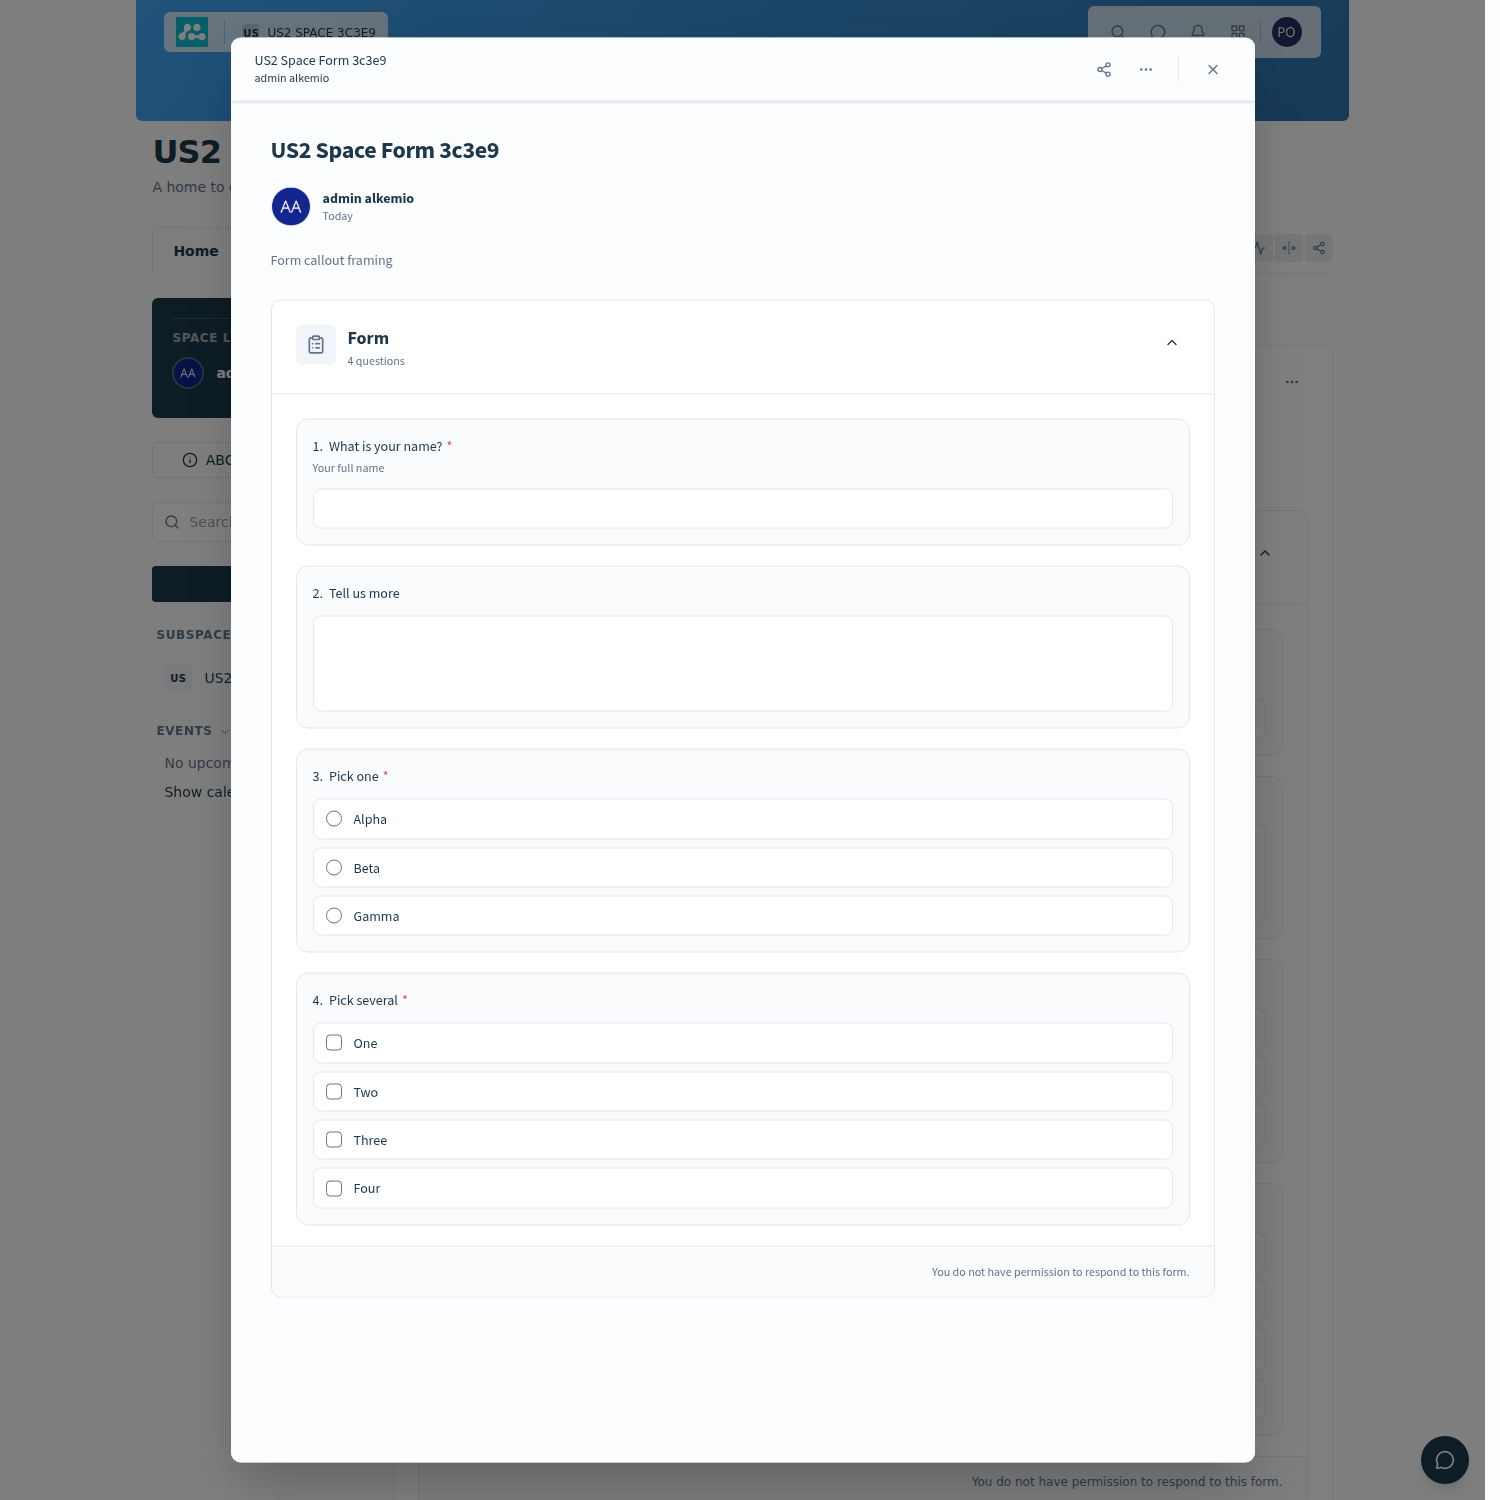 US US2 SPACE 3C3E9
PO
US2
A home to
Home
SPACE L
AA
SUBSPACE
US US2
EVENTS
No upcom
Show cale
US2 Space Form 3c3e9
admin alkemio
US2 Space Form 3c3e9
AA
admin alkemio
Today
Form callout framing
Form
4 questions
1. What is your name? *
Your full name
2. Tell us more
3. Pick one *
Alpha
Beta
Gamma
4. Pick several *
One
Two
Three
Four
You do not have permission to respond to this form.
You do not have permission to respond to this form.